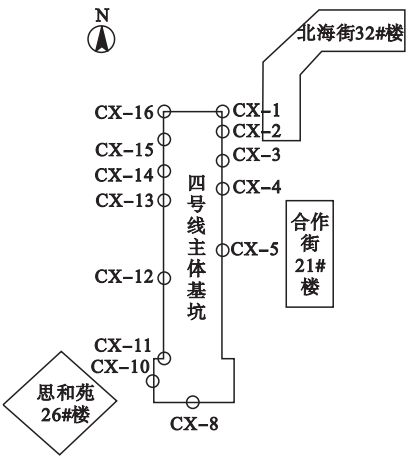 N
北海街32#楼
CX-16
CX-1
CX-2
CX-15
CX-3
CX-14
CX-4
CX-13
四号线主体基坑
合作
街
21#
楼
CX-5
CX-12
CX-11
CX-10
思和苑
26#楼
CX-8